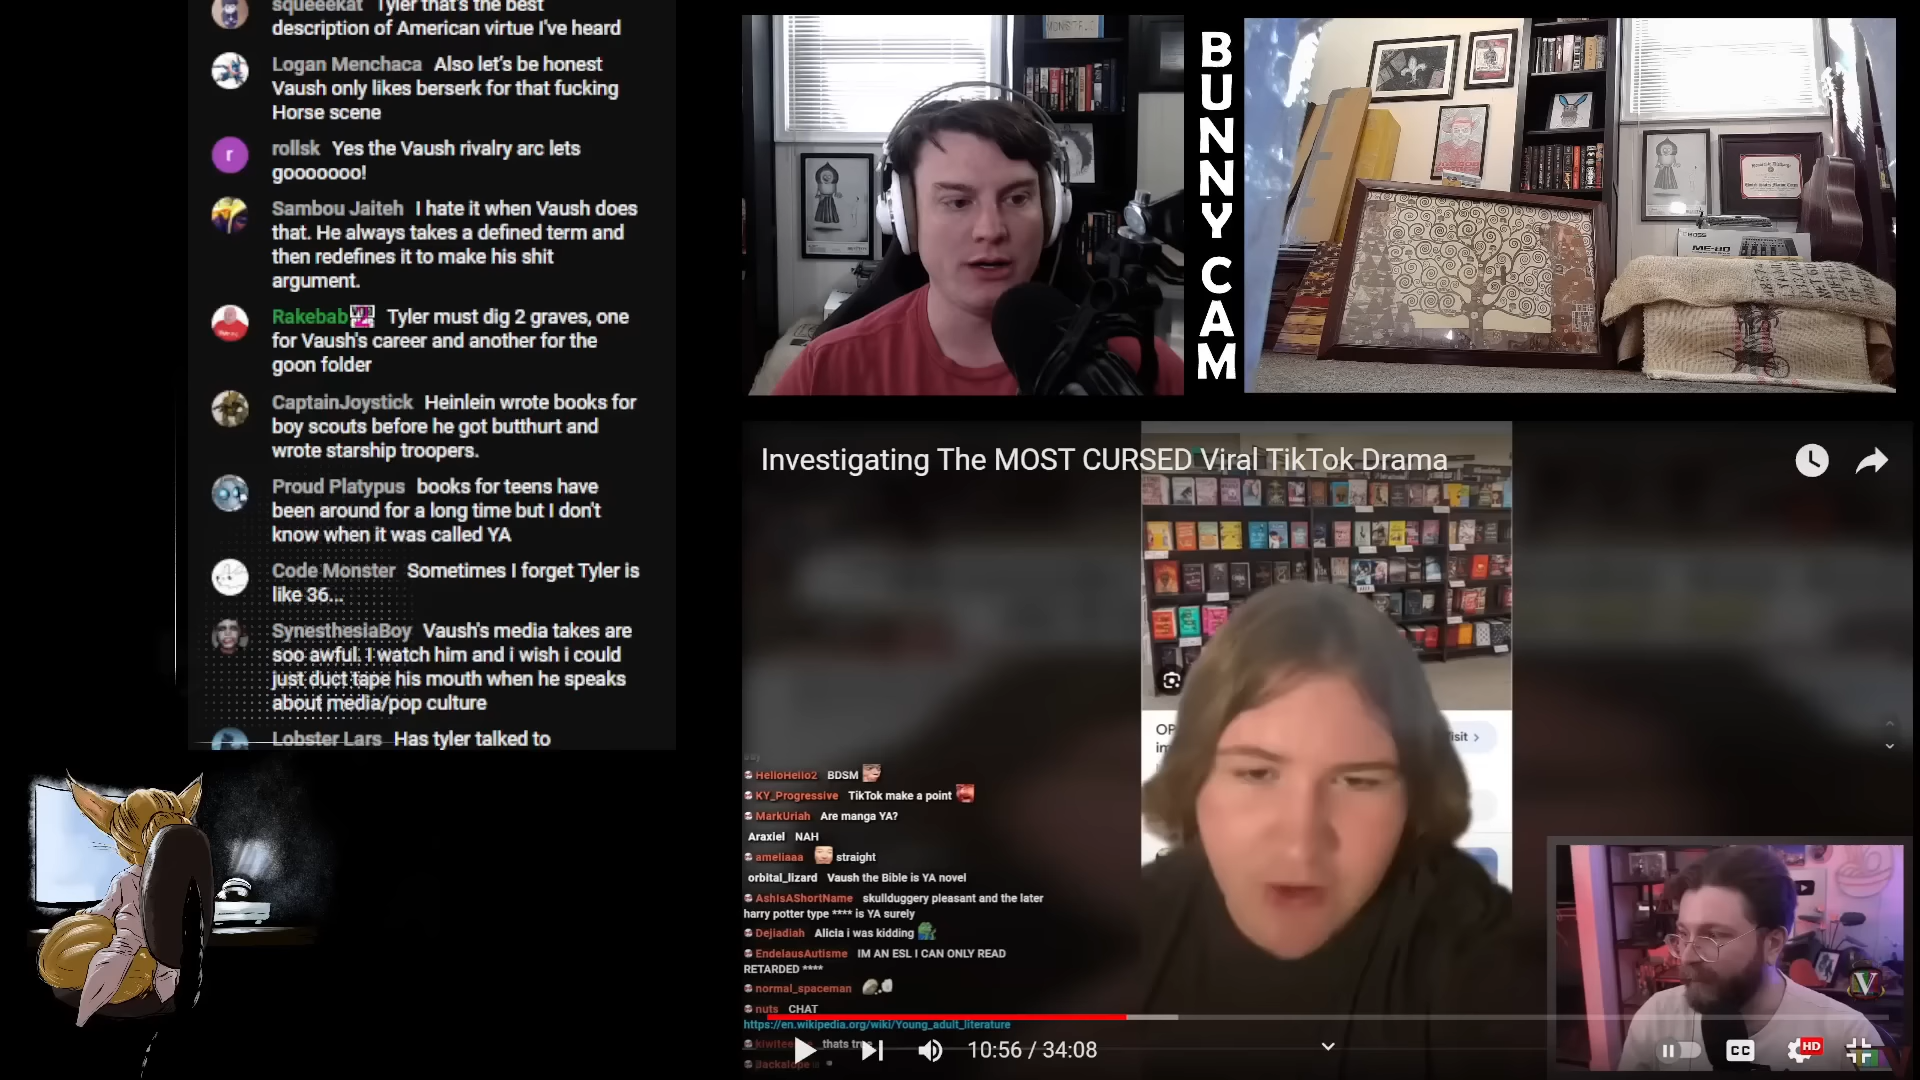 squeeekat Tyler that's the best
description of American virtue I've heard
Logan Menchaca Also let's be honest
Vaush only likes berserk for that fucking
Horse scene
r
rollsk Yes the Vaush rivalry arc lets
gooooooo!
Sambou Jaiteh I hate it when Vaush does
that. He always takes a defined term and
then redefines it to make his shit
argument.
Rakebab Tyler must dig 2 graves, one
for Vaush's career and another for the
goon folder
CaptainJoystick Heinlein wrote books for
boy scouts before he got butthurt and
wrote starship troopers.
Proud Platypus books for teens have
been around for a long time but I don't
know when it was called YA
Code Monster Sometimes I forget Tyler is
like 36...
SynesthesiaBoy Vaush's media takes are
soo awful. I watch him and i wish i could
just duct tape his mouth when he speaks
about media/pop culture
Lobster Lars Has tyler talked to
BUNNY CAM
BOSS
ME-80
Investigating The MOST CURSED Viral TikTok Drama
HelloHello2 BDSM
KY_Progressive TikTok make a point
MarkUriah Are manga YA?
Araxiel NAH
ameliaaa straight
orbital_lizard Vaush the Bible is YA novel
AshIsAShortName skullduggery pleasant and the later
harry potter type **** is YA surely
Dejiadiah Alicia i was kidding
EndelausAutisme IM AN ESL I CAN ONLY READ
RETARDED ****
normal_spaceman
nuts CHAT
https://en.wikipedia.org/wiki/Young_adult_literature
thats true
Jackalope
10:56 / 34:08
CC
HD
V